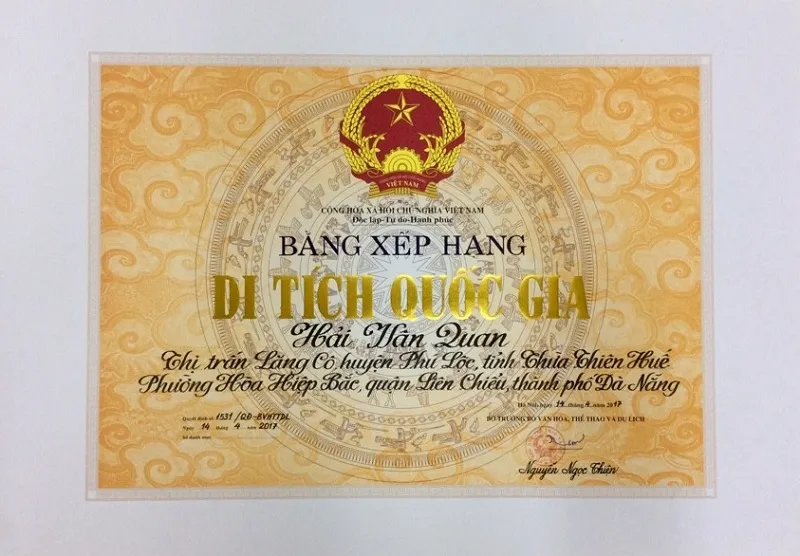 VIỆT NAM
CỘNG HÒA XÃ HỘI CHỦ NGHĨA VIỆT NAM
Độc lập-Tự do-Hạnh phúc
BẰNG XẾP HẠNG
DI TÍCH QUỐC GIA
Hải Vân Quan
Thị trấn Lăng Cô, huyện Phú Lộc, tỉnh Thừa Thiên Huế
Phường Hòa Hiệp Bắc, quận Liên Chiểu, thành phố Đà Nẵng
Hà Nội, ngày 14 tháng 4 năm 2017
Quyết định số 1531/QĐ-BVHTTDL
BỘ TRƯỞNG BỘ VĂN HÓA, THỂ THAO VÀ DU LỊCH
Ngày 14 tháng 4 năm 2017
Số danh mục
Nguyễn Ngọc Thiện